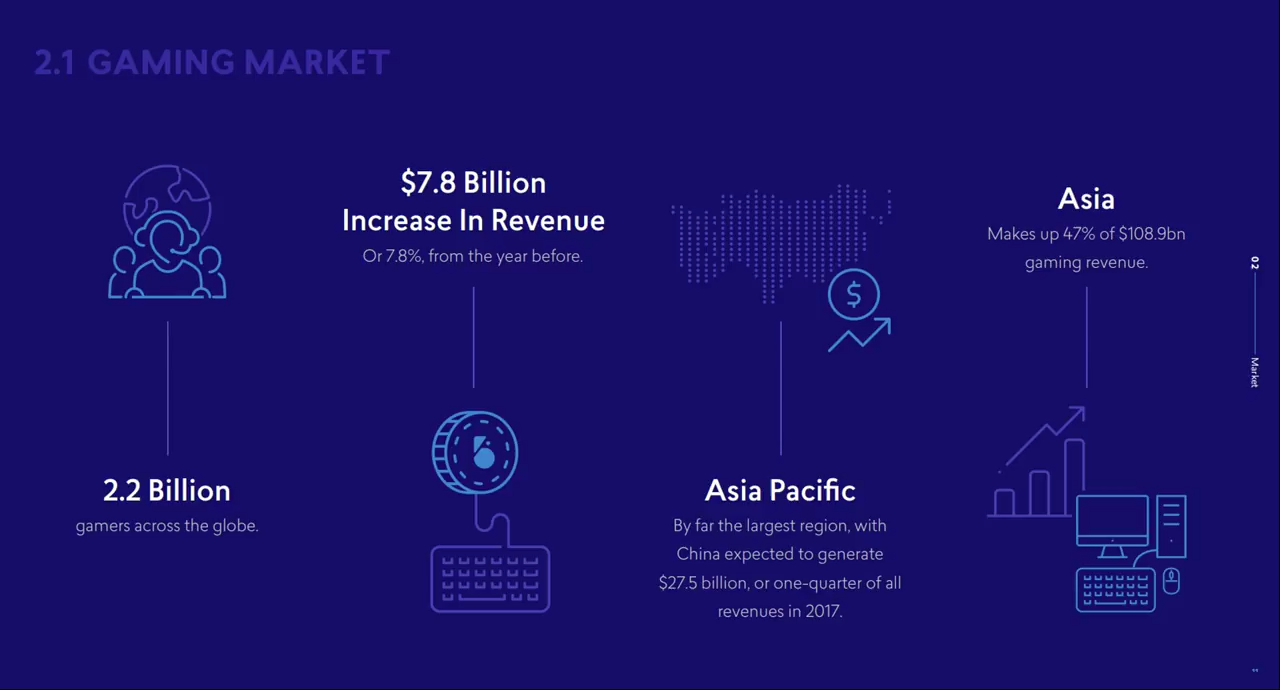 2.1 GAMING MARKET
2.2 Billion
gamers across the globe.
$7.8 Billion
Increase In Revenue
Or 7.8%, from the year before.
Asia Pacific
By far the largest region, with
China expected to generate
$27.5 billion, or one-quarter of all
revenues in 2017.
Asia
Makes up 47% of $108.9bn
gaming revenue.
02
Market